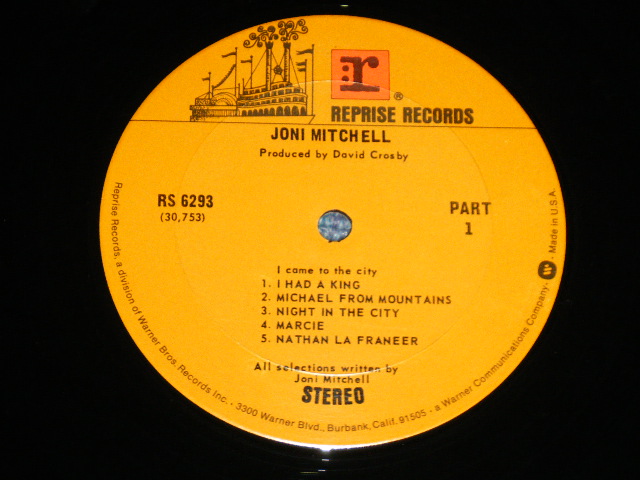 :r
®
REPRISE RECORDS
JONI MITCHELL
Produced by David Crosby
RS 6293
(30,753)
PART
1
I came to the city
1. I HAD A KING
2. MICHAEL FROM MOUNTAINS
3. NIGHT IN THE CITY
4. MARCIE
5. NATHAN LA FRANEER
All selections written by
Joni Mitchell
STEREO
Reprise Records, a division of Warner Bros. Records Inc. • 3300 Warner Blvd., Burbank, Calif. 91505 • a Warner Communications Company • W • Made in U.S.A.